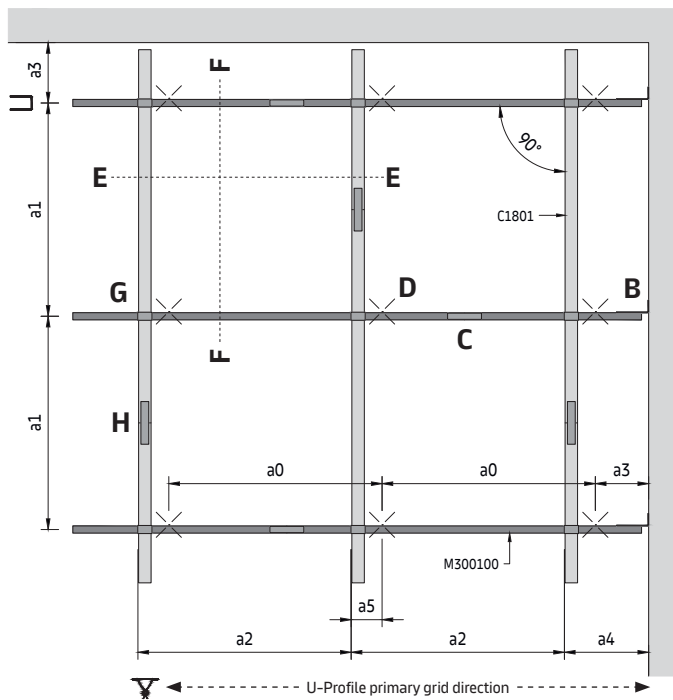 a3
F
E
E
90°
a1
C1801
G
D
B
C
F
H
a1
a0
a0
a3
M300100
a5
a2
a2
a4
U-Profile primary grid direction